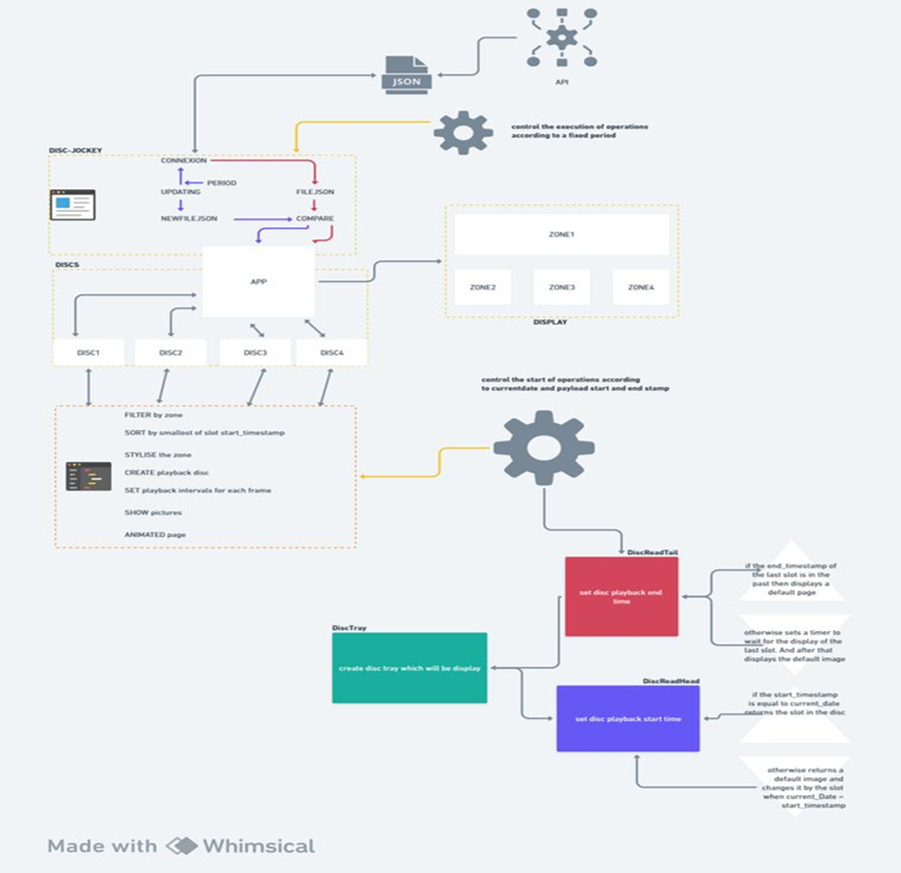 JSON
API
control the execution of operations
according to a fixed period
DISC-JOCKEY
CONNEXION
PERIOD
UPDATING
FILEJSON
NEWFILEJSON
COMPARE
DISCS
APP
ZONE1
ZONE2
ZONE3
ZONE4
DISPLAY
DISC1
DISC2
DISC3
DISC4
control the start of operations according
to currentdate and payload start and end stamp
FILTER by zone
SORT by smallest of slot start_timestamp
STYLISE the zone
CREATE playback disc
SET playback intervals for each frame
SHOW pictures
ANIMATED page
DiscReadTail
set disc playback end
time
if the end_timestamp of
the last slot is in the
past then displays a
default page
otherwise sets a timer to
wait for the display of the
last slot. And after that
displays the default image
DiscTray
create disc tray which will be display
DiscReadHead
set disc playback start time
if the start_timestamp
is equal to current_date
returns the slot in the disc
otherwise returns a
default image and
changes it by the slot
when current_Date =
start_timestamp
Made with Whimsical